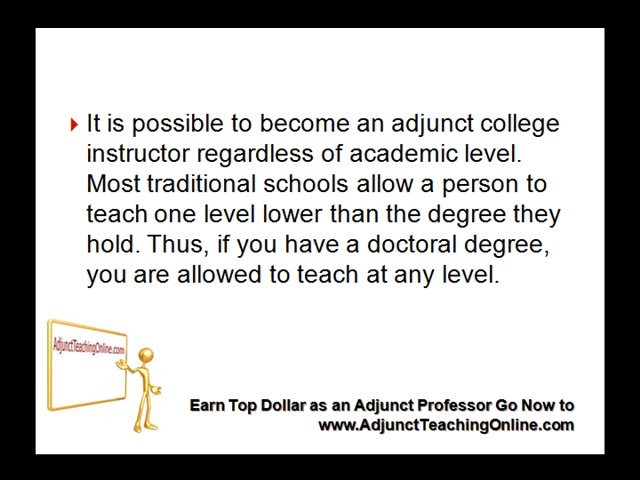 It is possible to become an adjunct college
instructor regardless of academic level.
Most traditional schools allow a person to
teach one level lower than the degree they
hold. Thus, if you have a doctoral degree,
you are allowed to teach at any level.
AdjunctTeachingOnline.com
Earn Top Dollar as an Adjunct Professor Go Now to
www.AdjunctTeachingOnline.com